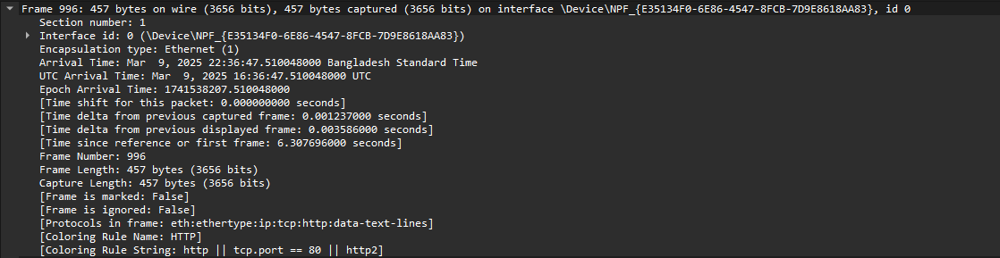 Frame 996: 457 bytes on wire (3656 bits), 457 bytes captured (3656 bits) on interface \Device\NPF_{E35134F0-6E86-4547-8FCB-7D9E8618AA83}, id 0
Section number: 1
Interface id: 0 (\Device\NPF_{E35134F0-6E86-4547-8FCB-7D9E8618AA83})
Encapsulation type: Ethernet (1)
Arrival Time: Mar  9, 2025 22:36:47.510048000 Bangladesh Standard Time
UTC Arrival Time: Mar  9, 2025 16:36:47.510048000 UTC
Epoch Arrival Time: 1741538207.510048000
[Time shift for this packet: 0.000000000 seconds]
[Time delta from previous captured frame: 0.001237000 seconds]
[Time delta from previous displayed frame: 0.003586000 seconds]
[Time since reference or first frame: 6.307696000 seconds]
Frame Number: 996
Frame Length: 457 bytes (3656 bits)
Capture Length: 457 bytes (3656 bits)
[Frame is marked: False]
[Frame is ignored: False]
[Protocols in frame: eth:ethertype:ip:tcp:http:data-text-lines]
[Coloring Rule Name: HTTP]
[Coloring Rule String: http || tcp.port == 80 || http2]